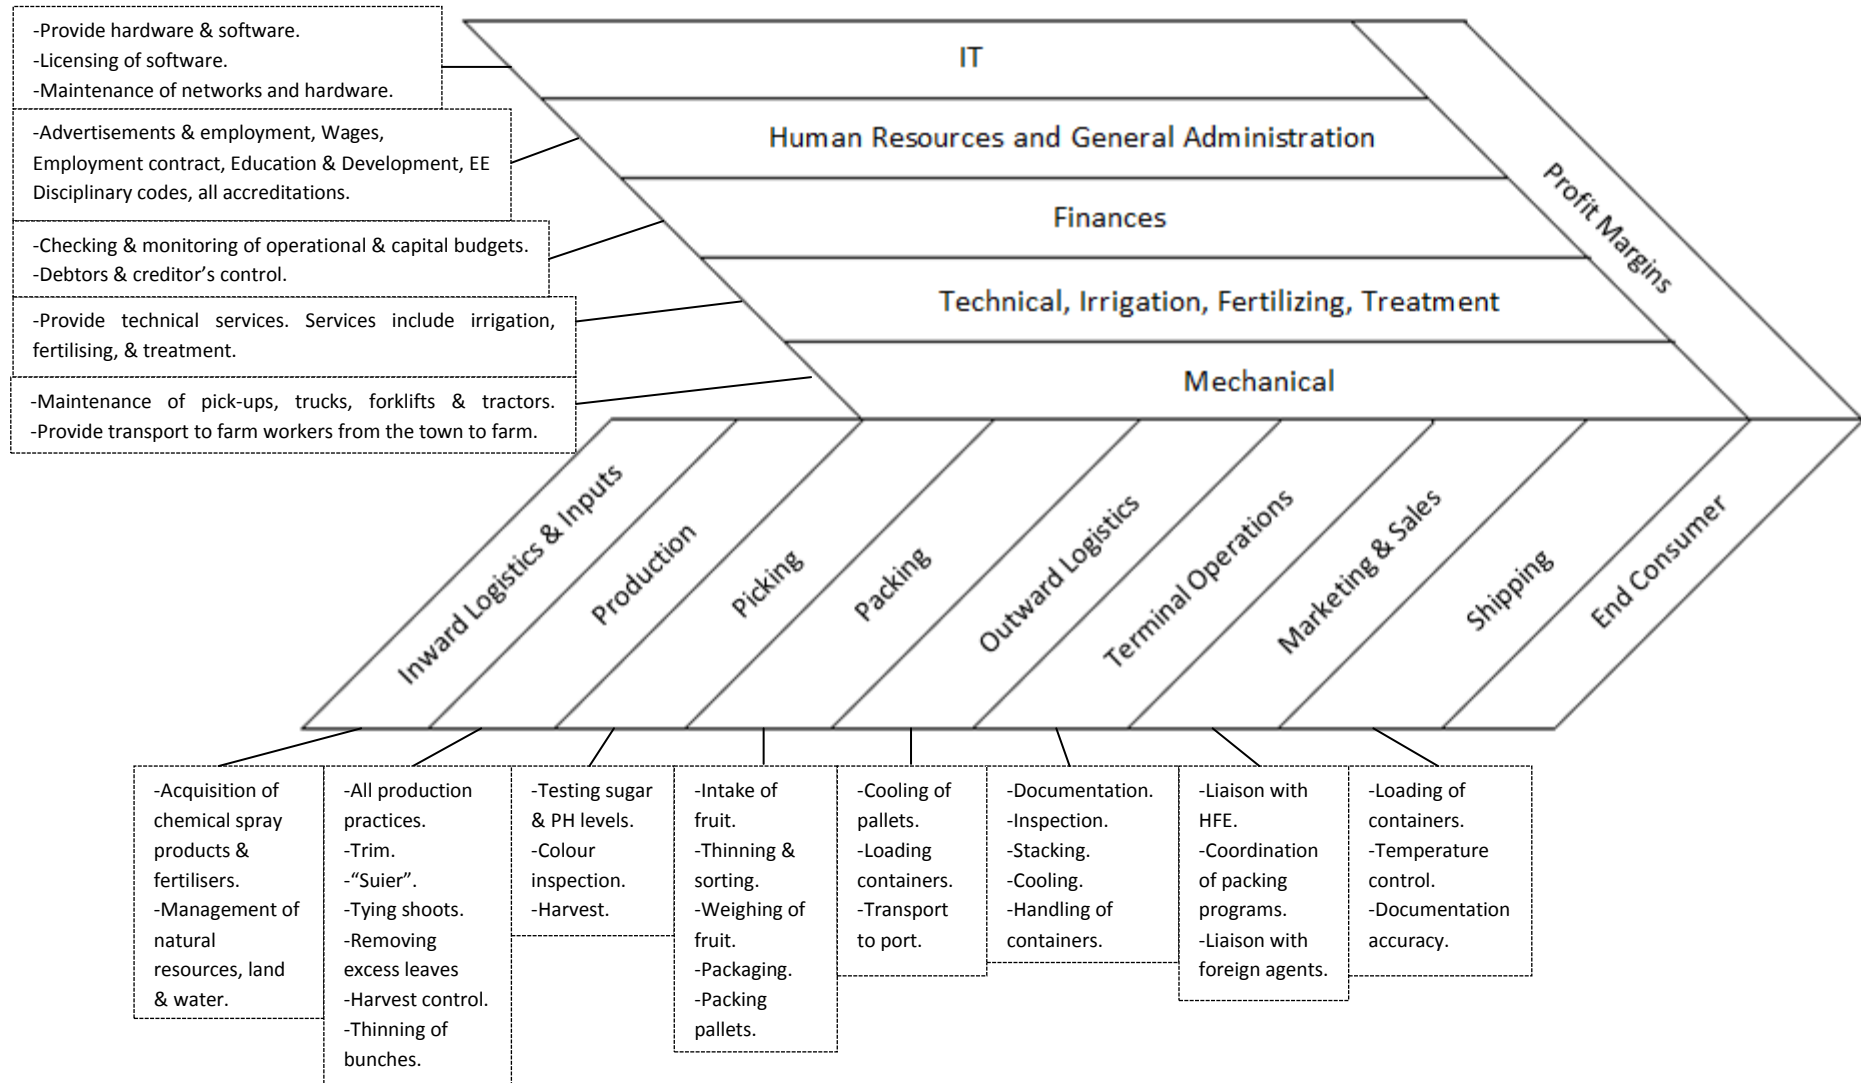 -Provide hardware & software.
-Licensing of software.
-Maintenance of networks and hardware.
-Advertisements & employment, Wages,
Employment contract, Education & Development, EE
Disciplinary codes, all accreditations.
-Checking & monitoring of operational & capital budgets.
-Debtors & creditor's control.
-Provide technical services. Services include irrigation,
fertilising, & treatment.
-Maintenance of pick-ups, trucks, forklifts & tractors.
-Provide transport to farm workers from the town to farm.
IT
Human Resources and General Administration
Finances
Technical, Irrigation, Fertilizing, Treatment
Mechanical
Profit Margins
Inward Logistics & Inputs
Production
Picking
Packing
Outward Logistics
Terminal Operations
Marketing & Sales
Shipping
End Consumer
-Acquisition of
chemical spray
products &
fertilisers.
-Management of
natural
resources, land
& water.
-All production
practices.
-Trim.
-“Suier”.
-Tying shoots.
-Removing
excess leaves
-Harvest control.
-Thinning of
bunches.
-Testing sugar
& PH levels.
-Colour
inspection.
-Harvest.
-Intake of
fruit.
-Thinning &
sorting.
-Weighing of
fruit.
-Packaging.
-Packing
pallets.
-Cooling of
pallets.
-Loading
containers.
-Transport
to port.
-Documentation.
-Inspection.
-Stacking.
-Cooling.
-Handling of
containers.
-Liaison with
HFE.
-Coordination
of packing
programs.
-Liaison with
foreign agents.
-Loading of
containers.
-Temperature
control.
-Documentation
accuracy.